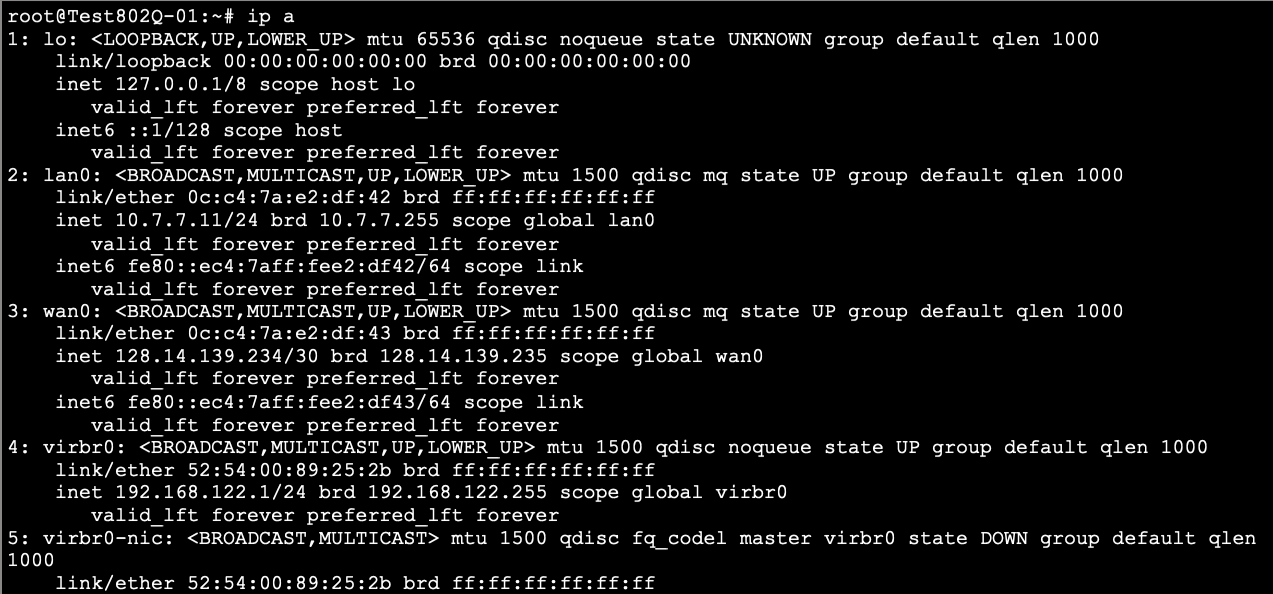 root@Test802Q-01:~# ip a
1: lo: <LOOPBACK,UP,LOWER_UP> mtu 65536 qdisc noqueue state UNKNOWN group default qlen 1000
    link/loopback 00:00:00:00:00:00 brd 00:00:00:00:00:00
    inet 127.0.0.1/8 scope host lo
       valid_lft forever preferred_lft forever
    inet6 ::1/128 scope host
       valid_lft forever preferred_lft forever
2: lan0: <BROADCAST,MULTICAST,UP,LOWER_UP> mtu 1500 qdisc mq state UP group default qlen 1000
    link/ether 0c:c4:7a:e2:df:42 brd ff:ff:ff:ff:ff:ff
    inet 10.7.7.11/24 brd 10.7.7.255 scope global lan0
       valid_lft forever preferred_lft forever
    inet6 fe80::ec4:7aff:fee2:df42/64 scope link
       valid_lft forever preferred_lft forever
3: wan0: <BROADCAST,MULTICAST,UP,LOWER_UP> mtu 1500 qdisc mq state UP group default qlen 1000
    link/ether 0c:c4:7a:e2:df:43 brd ff:ff:ff:ff:ff:ff
    inet 128.14.139.234/30 brd 128.14.139.235 scope global wan0
       valid_lft forever preferred_lft forever
    inet6 fe80::ec4:7aff:fee2:df43/64 scope link
       valid_lft forever preferred_lft forever
4: virbr0: <BROADCAST,MULTICAST,UP,LOWER_UP> mtu 1500 qdisc noqueue state UP group default qlen 1000
    link/ether 52:54:00:89:25:2b brd ff:ff:ff:ff:ff:ff
    inet 192.168.122.1/24 brd 192.168.122.255 scope global virbr0
       valid_lft forever preferred_lft forever
5: virbr0-nic: <BROADCAST,MULTICAST> mtu 1500 qdisc fq_codel master virbr0 state DOWN group default qlen
1000
    link/ether 52:54:00:89:25:2b brd ff:ff:ff:ff:ff:ff